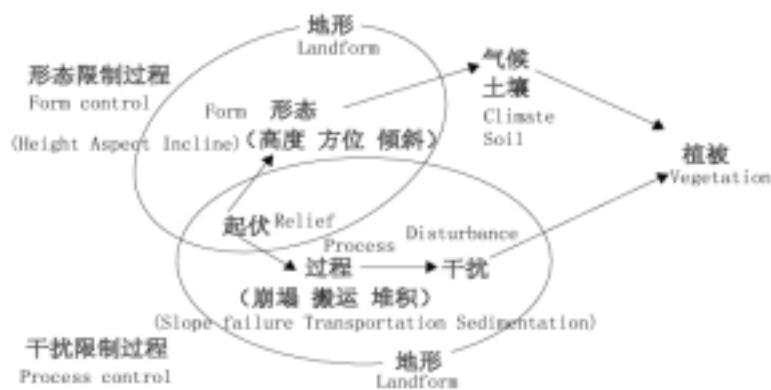 地形
Landform
形态限制过程
Form control
气候
土壤
Climate
Soil
Form 形态
(Height Aspect Incline)(高度 方位 倾斜)
植被
Vegetation
起伏 Relief
Process
Disturbance
过程
干扰
(崩塌 搬运 堆积)
(Slope failure Transportation Sedimentation)
干扰限制过程
Process control
地形
Landform